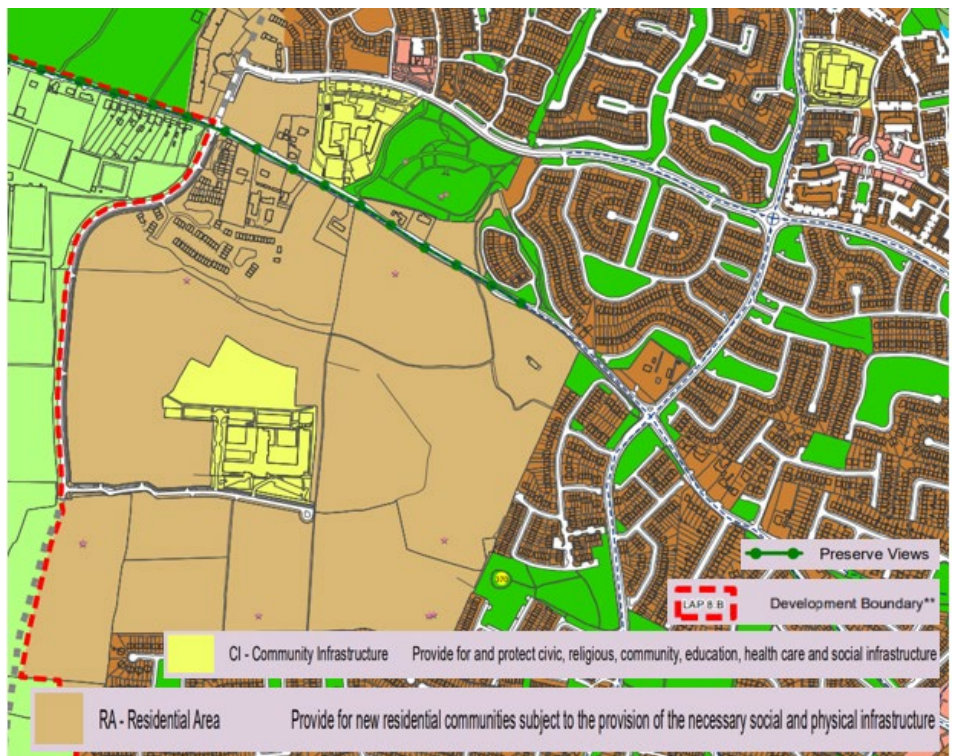 Preserve Views
LAP 8.B Development Boundary**
CI - Community Infrastructure Provide for and protect civic, religious, community, education, health care and social infrastructure
RA - Residential Area Provide for new residential communities subject to the provision of the necessary social and physical infrastructure